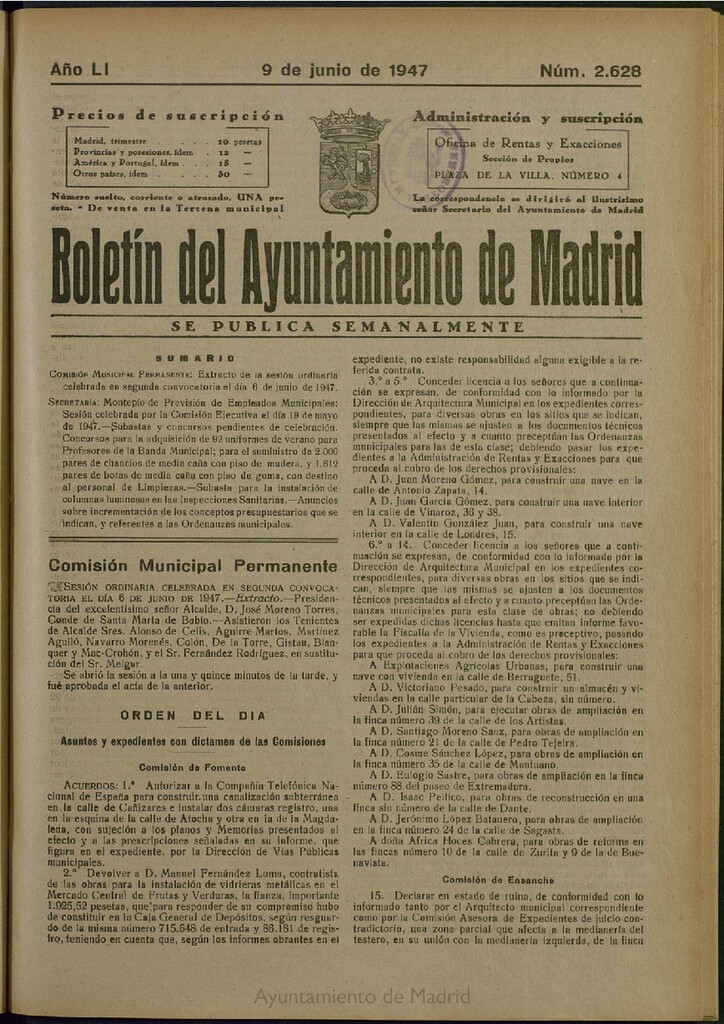 Año LI
9 de junio de 1947
Núm. 2.628
Precios de suscripción
Madrid, trimestre . . . 10 pesetas
Provincias y posesiones, ídem . 12 —
América y Portugal, ídem . . . 15 —
Otros países, ídem . . . . . 30 —
Número suelto, corriente o atrasado, UNA pe-
seta. - De venta en la Tercena municipal
Administración y suscripción
Oficina de Rentas y Exacciones
Sección de Propios
PLAZA DE LA VILLA, NÚMERO 4
La correspondencia se dirigirá al ilustrísimo
señor Secretario del Ayuntamiento de Madrid
Boletín del Ayuntamiento de Madrid
SE PUBLICA SEMANALMENTE
SUMARIO
COMISIÓN MUNICIPAL PERMANENTE: Extracto de la sesión ordinaria
celebrada en segunda convocatoria el día 6 de junio de 1947.
SECRETARÍA: Montepío de Previsión de Empleados Municipales:
Sesión celebrada por la Comisión Ejecutiva el día 19 de mayo
de 1947.—Subastas y concursos pendientes de celebración.
Concursos para la adquisición de 92 uniformes de verano para
Profesores de la Banda Municipal; para el suministro de 2.000
pares de chanclos de media caña con piso de madera, y 1.612
pares de botas de media caña con piso de goma, con destino
al personal de Limpiezas.—Subasta para la instalación de
columnas luminosas en las Inspecciones Sanitarias.—Anuncios
sobre incrementación de los conceptos presupuestarios que se
indican, y referentes a las Ordenanzas municipales.
Comisión Municipal Permanente
SESIÓN ORDINARIA CELEBRADA EN SEGUNDA CONVOCA-
TORIA EL DÍA 6 DE JUNIO DE 1947.—Extracto.—Presiden-
cia del excelentísimo señor Alcalde, D. José Moreno Torres,
Conde de Santa Marta de Babío.—Asistieron los Tenientes
de Alcalde Sres. Alonso de Celis, Aguirre Martos, Martínez
Agulló, Navarro Morenés, Colón, De la Torre, Gistau, Blan-
quer y Mac-Crohón, y el Sr. Fernández Rodríguez, en sustitu-
ción del Sr. Melgar.
Se abrió la sesión a la una y quince minutos de la tarde, y
fué aprobada el acta de la anterior.
ORDEN DEL DIA
Asuntos y expedientes con dictamen de las Comisiones
Comisión de Fomento
ACUERDOS: 1.º Autorizar a la Compañía Telefónica Na-
cional de España para construir una canalización subterránea
en la calle de Cañizares e instalar dos cámaras registro, una
en la esquina de la calle de Atocha y otra en la de la Magda-
lena, con sujeción a los planos y Memorias presentados al
efecto y a las prescripciones señaladas en su informe, que
figura en el expediente, por la Dirección de Vías Públicas
municipales.
2.º Devolver a D. Manuel Fernández Loma, contratista
de las obras para la instalación de vidrieras metálicas en el
Mercado Central de Frutas y Verduras, la fianza, importante
1.925,52 pesetas, que para responder de su compromiso hubo
de constituir en la Caja General de Depósitos, según resguar-
do de la misma número 715.648 de entrada y 86.181 de regis-
tro, teniendo en cuenta que, según los informes obrantes en el
expediente, no existe responsabilidad alguna exigible a la re-
ferida contrata.
3.º a 5.º Conceder licencia a los señores que a continua-
ción se expresan, de conformidad con lo informado por la
Dirección de Arquitectura Municipal en los expedientes corres-
pondientes, para diversas obras en los sitios que se indican,
siempre que las mismas se ajusten a los documentos técnicos
presentados al efecto y a cuanto preceptúan las Ordenanzas
municipales para las de esta clase; debiendo pasar los expe-
dientes a la Administración de Rentas y Exacciones para que
proceda al cobro de los derechos provisionales:
A D. Juan Moreno Gómez, para construir una nave en la
calle de Antonio Zapata, 14.
A D. Juan García Gómez, para construir una nave interior
en la calle de Vinaroz, 36 y 38.
A D. Valentín González Juan, para construir una nave
interior en la calle de Londres, 15.
6.º a 14. Conceder licencia a los señores que a conti-
nuación se expresan, de conformidad con lo informado por la
Dirección de Arquitectura Municipal en los expedientes co-
rrespondientes, para diversas obras en los sitios que se indi-
can, siempre que las mismas se ajusten a los documentos
técnicos presentados al efecto y a cuanto preceptúan las Orde-
nanzas municipales para esta clase de obras; no debiendo
ser expedidas dichas licencias hasta que emitan informe favo-
rable la Fiscalía de la Vivienda, como es preceptivo, pasando
los expedientes a la Administración de Rentas y Exacciones
para que proceda al cobro de los derechos provisionales:
A Explotaciones Agrícolas Urbanas, para construir una
nave con vivienda en la calle de Berruguete, 51.
A D. Victoriano Pesado, para construir un almacén y vi-
viendas en la calle particular de la Cabeza, sin número.
A D. Julián Simón, para ejecutar obras de ampliación en
la finca número 39 de la calle de los Artistas.
A D. Santiago Moreno Sanz, para obras de ampliación en
la finca número 21 de la calle de Pedro Tejeira.
A D. Cosme Sánchez López, para obras de ampliación en
la finca número 35 de la calle de Mantuano.
A D. Eulogio Sastre, para obras de ampliación en la finca
número 88 del paseo de Extremadura.
A D. Isaac Peltico, para obras de reconstrucción en una
finca sin número de la calle de Dante.
A D. Jerónimo López Batanero, para obras de ampliación
en la finca número 24 de la calle de Sagasta.
A doña Africa Hoces Cabrera, para obras de reforma en
las fincas número 10 de la calle de Zurita y 9 de la de Bue-
navista.
Comisión de Ensanche
15. Declarar en estado de ruina, de conformidad con lo
informado tanto por el Arquitecto municipal correspondiente
como por la Comisión Asesora de Expedientes de juicio con-
tradictorio, una zona parcial que afecta a la medianería del
testero, en su unión con la medianería izquierda, de la finca
Ayuntamiento de Madrid